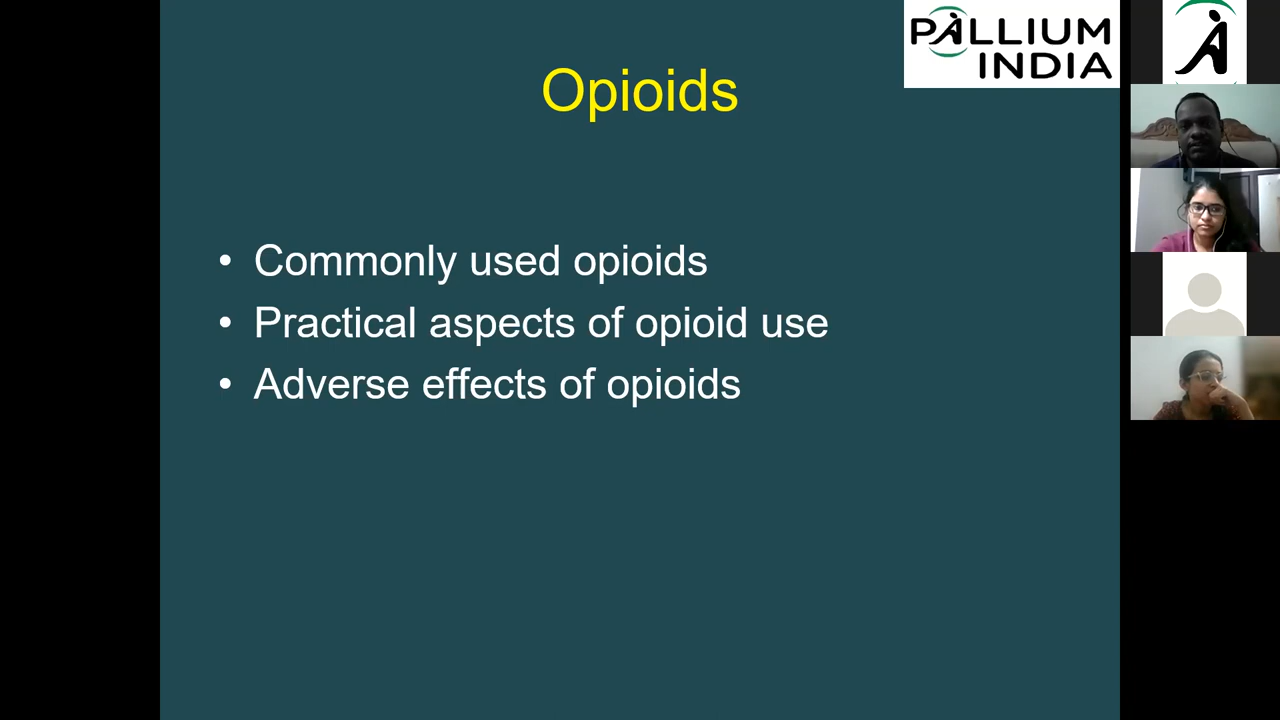 PALLIUM
INDIA
Opioids
• Commonly used opioids
• Practical aspects of opioid use
• Adverse effects of opioids